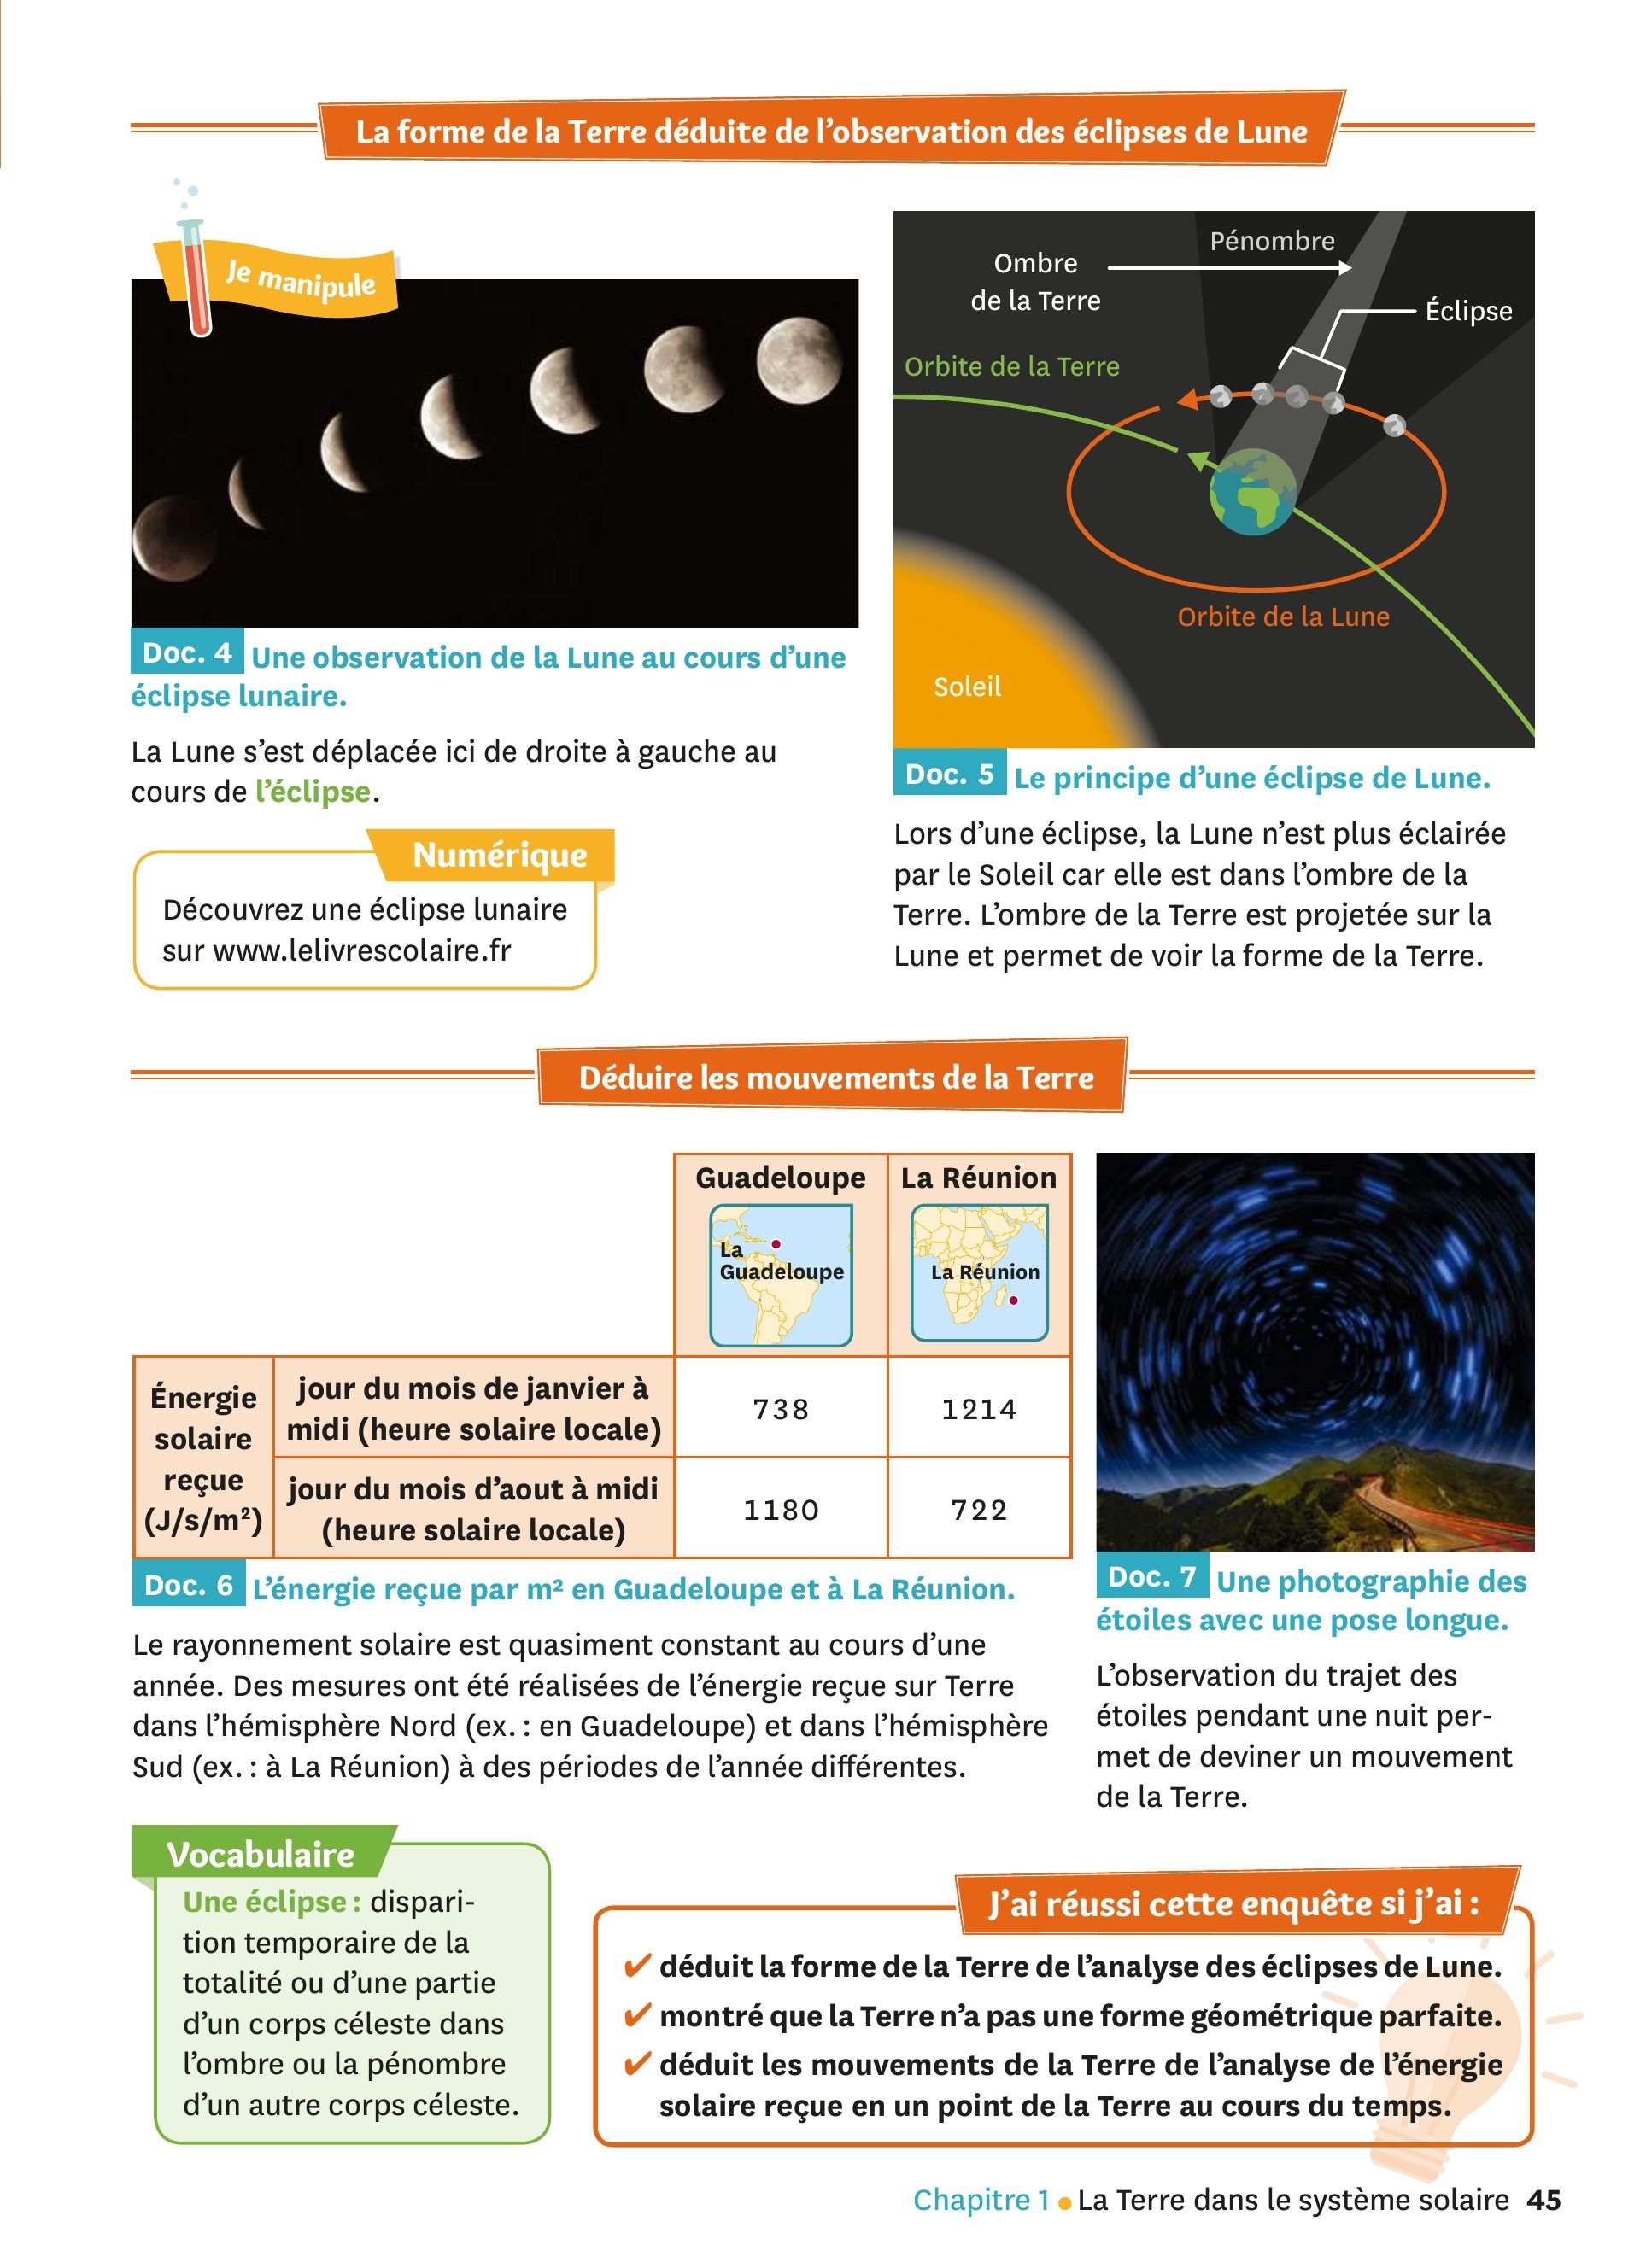 La forme de la Terre déduite de l'observation des éclipses de Lune
Je manipule
Doc. 4 Une observation de la Lune au cours d'une
éclipse lunaire.
La Lune s'est déplacée ici de droite à gauche au
cours de l'éclipse.
Numérique
Découvrez une éclipse lunaire
sur www.lelivrescolaire.fr
Pénombre
Ombre
de la Terre
Éclipse
Orbite de la Terre
Orbite de la Lune
Soleil
Doc. 5 Le principe d'une éclipse de Lune.
Lors d'une éclipse, la Lune n'est plus éclairée
par le Soleil car elle est dans l'ombre de la
Terre. L'ombre de la Terre est projetée sur la
Lune et permet de voir la forme de la Terre.
Déduire les mouvements de la Terre
Guadeloupe La Réunion
La
Guadeloupe
La Réunion
Énergie
solaire
reçue
(J/s/m²)
jour du mois de janvier à
midi (heure solaire locale)
738 1214
jour du mois d'aout à midi
(heure solaire locale)
1180 722
Doc. 6 L'énergie reçue par m² en Guadeloupe et à La Réunion.
Le rayonnement solaire est quasiment constant au cours d'une
année. Des mesures ont été réalisées de l'énergie reçue sur Terre
dans l'hémisphère Nord (ex. : en Guadeloupe) et dans l'hémisphère
Sud (ex. : à La Réunion) à des périodes de l'année différentes.
Doc. 7 Une photographie des
étoiles avec une pose longue.
L'observation du trajet des
étoiles pendant une nuit per-
met de deviner un mouvement
de la Terre.
Vocabulaire
Une éclipse : dispari-
tion temporaire de la
totalité ou d'une partie
d'un corps céleste dans
l'ombre ou la pénombre
d'un autre corps céleste.
J'ai réussi cette enquête si j'ai :
✔ déduit la forme de la Terre de l'analyse des éclipses de Lune.
✔ montré que la Terre n'a pas une forme géométrique parfaite.
✔ déduit les mouvements de la Terre de l'analyse de l'énergie
solaire reçue en un point de la Terre au cours du temps.
Chapitre 1 • La Terre dans le système solaire 45